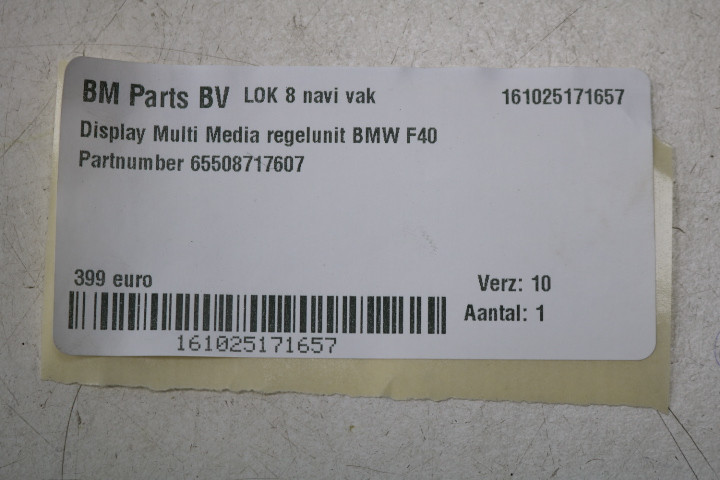 BM Parts BV LOK 8 navi vak 161025171657
Display Multi Media regelunit BMW F40
Partnumber 65508717607
399 euro Verz: 10
Aantal: 1
161025171657